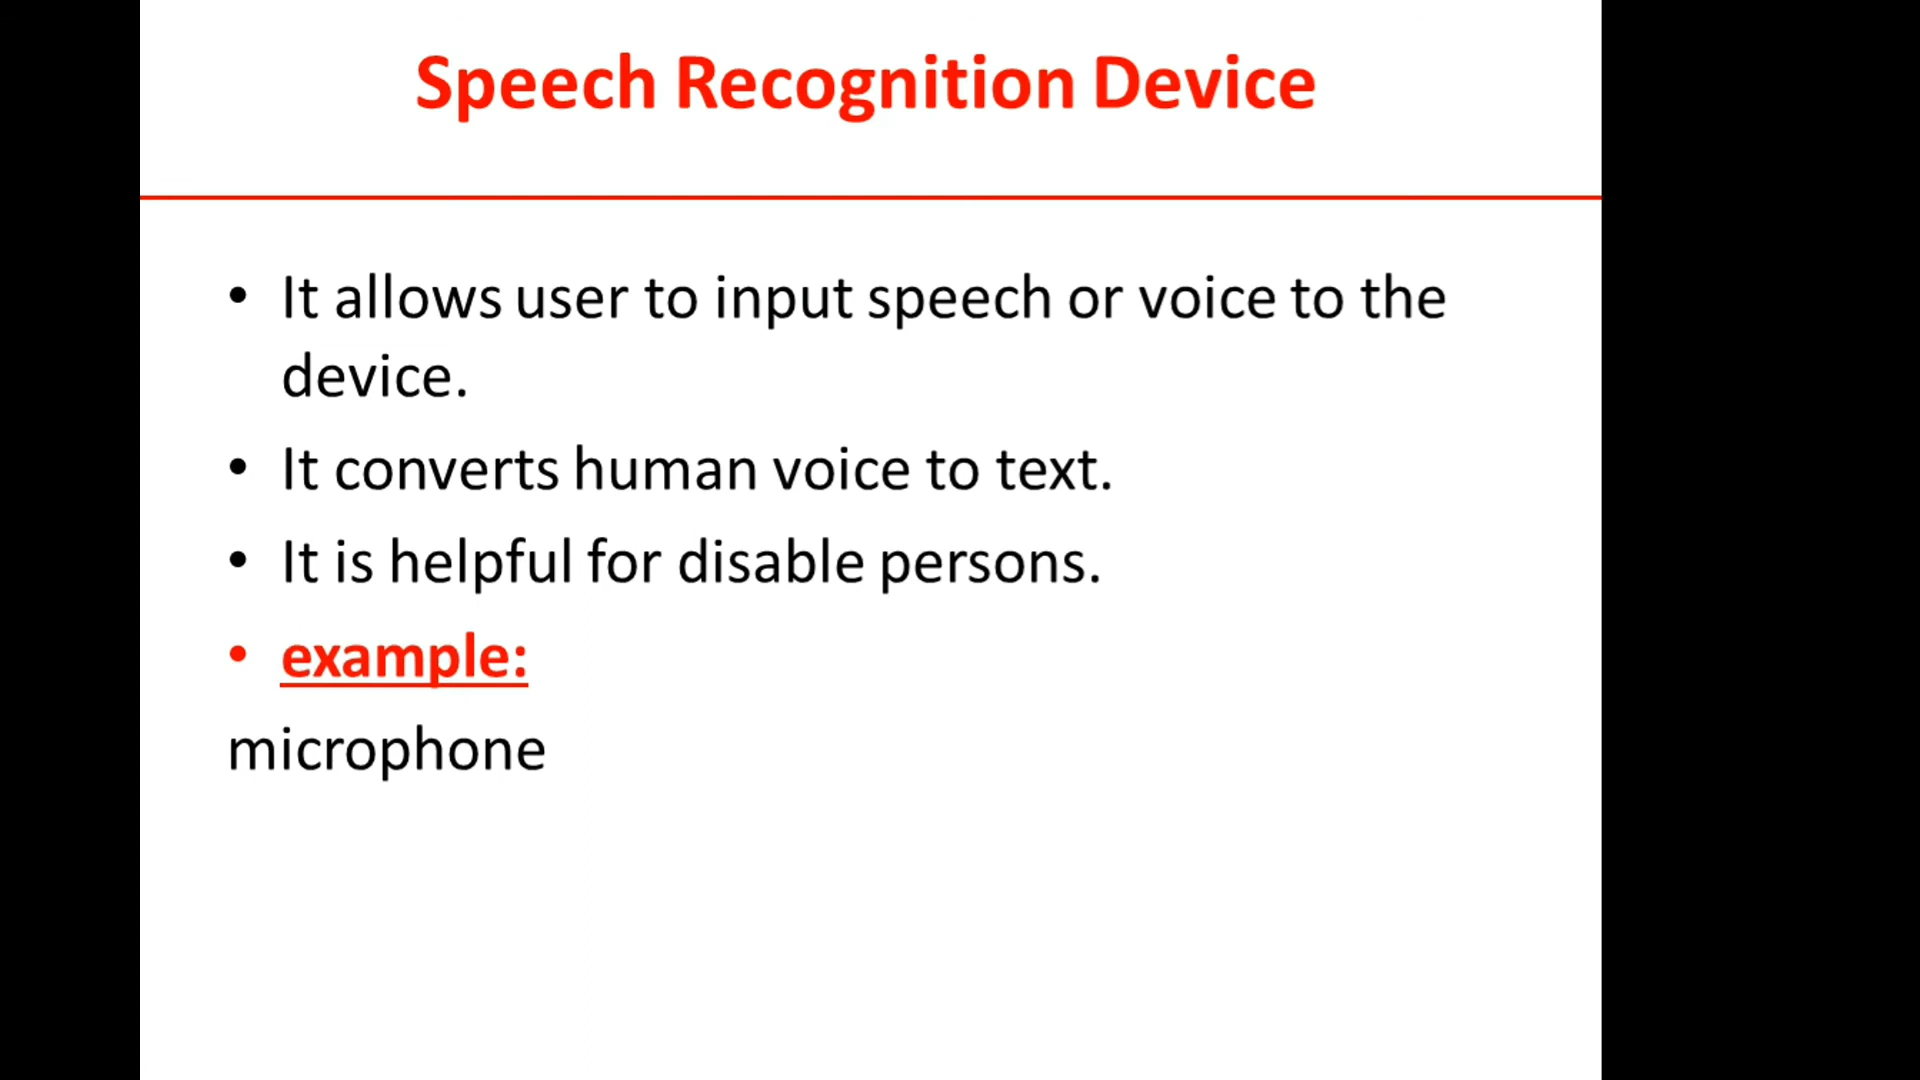 Speech Recognition Device
• It allows user to input speech or voice to the
device.
• It converts human voice to text.
• It is helpful for disable persons.
• example:
microphone